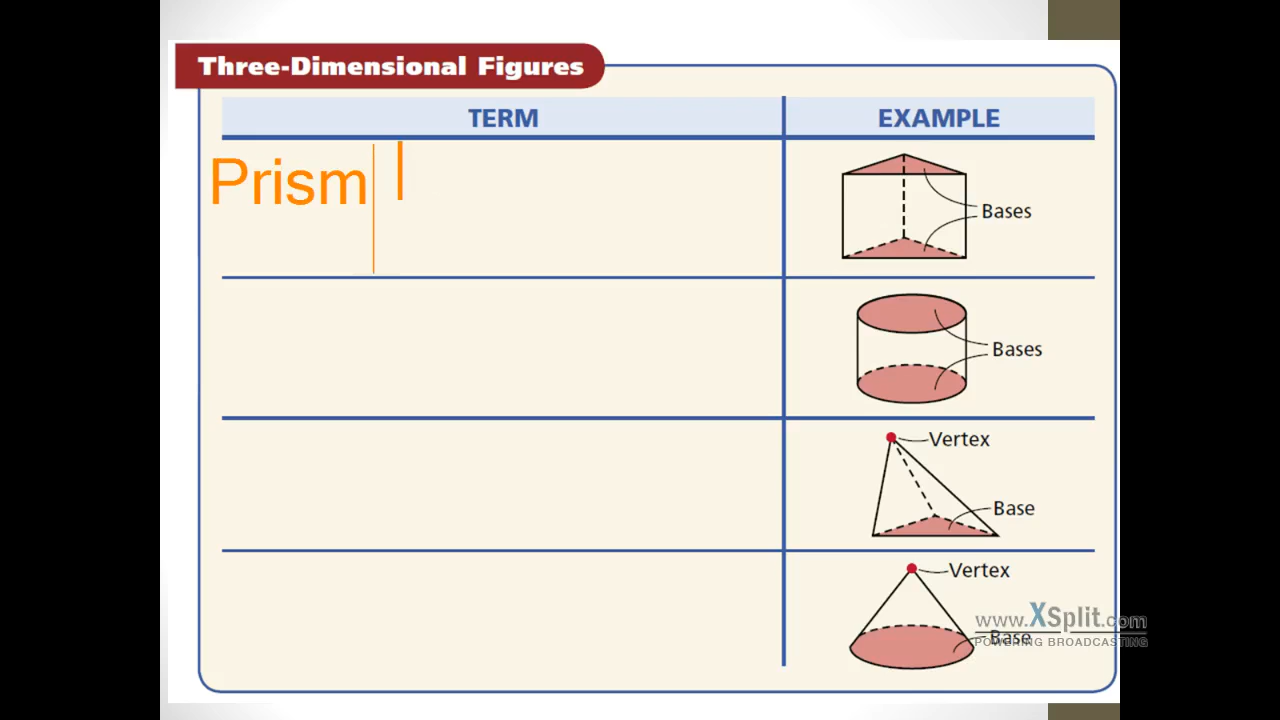 Three-Dimensional Figures
TERM
EXAMPLE
Prism
Bases
Bases
Vertex
Base
Vertex
Base
www.XSplit.com
POWERING BROADCASTING